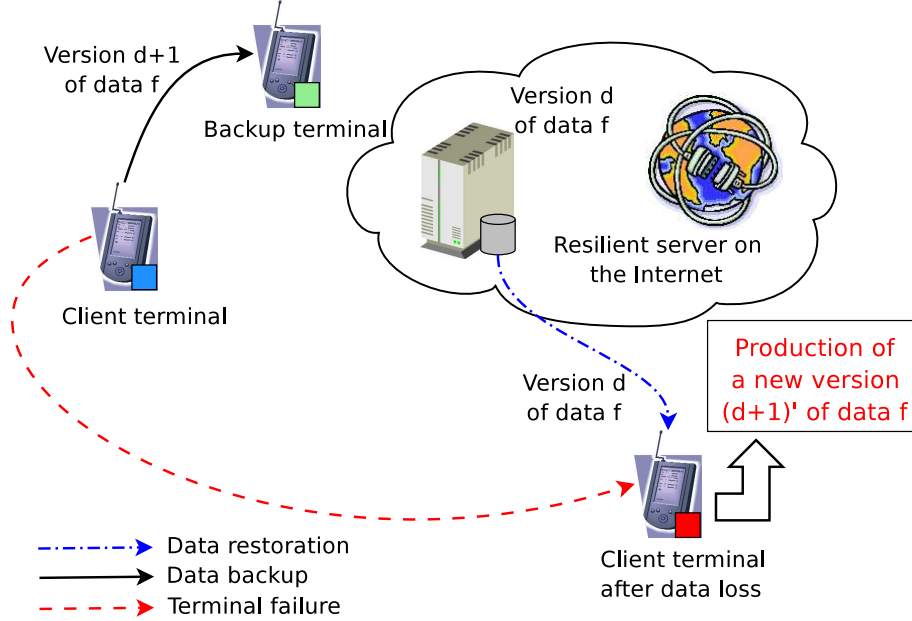 Version d+1
of data f
Backup terminal
Client terminal
Version d
of data f
Resilient server on
the Internet
Version d
of data f
Production of
a new version
(d+1)' of data f
Client terminal
after data loss
Data restoration
Data backup
Terminal failure